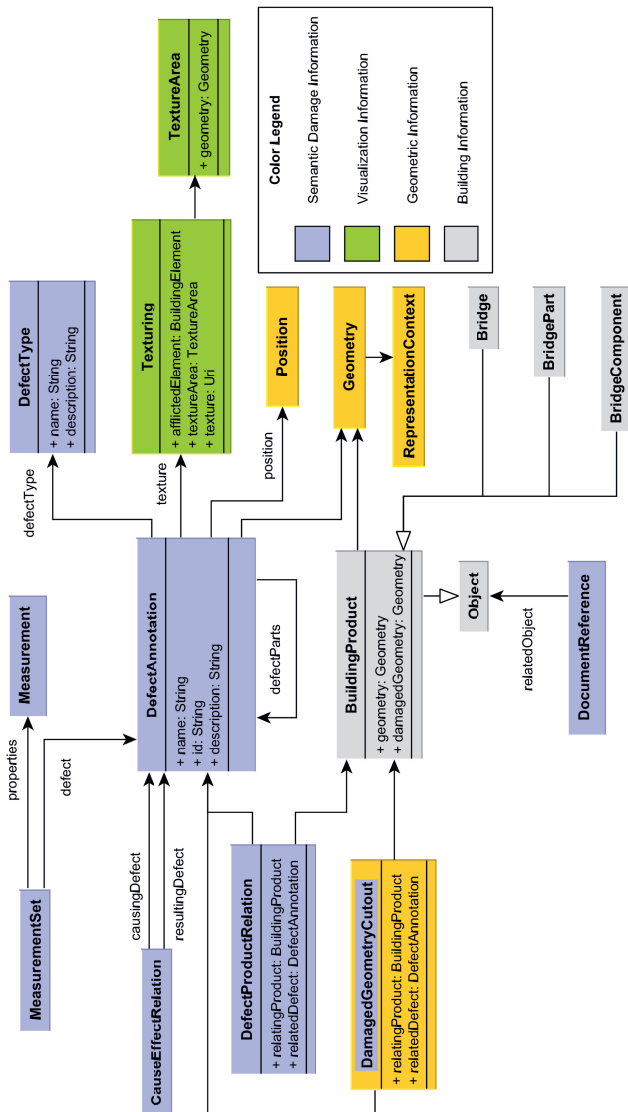 MeasurementSet
properties
defect
Measurement
DefectType
+ name: String
+ description: String
defectType
CauseEffectRelation
causingDefect
resultingDefect
DefectAnnotation
+ name: String
+ id: String
+ description: String
defectParts
texture
Texturing
+ afflictedElement: BuildingElement
+ textureArea: TextureArea
+ texture: Uri
TextureArea
+ geometry: Geometry
position
Position
DefectProductRelation
+ relatingProduct: BuildingProduct
+ relatedDefect: DefectAnnotation
DamagedGeometryCutout
+ relatingProduct: BuildingProduct
+ relatedDefect: DefectAnnotation
BuildingProduct
+ geometry: Geometry
+ damagedGeometry: Geometry
Geometry
RepresentationContext
Object
relatedObject
DocumentReference
Bridge
BridgePart
BridgeComponent
Color Legend
Semantic Damage Information
Visualization Information
Geometric Information
Building Information